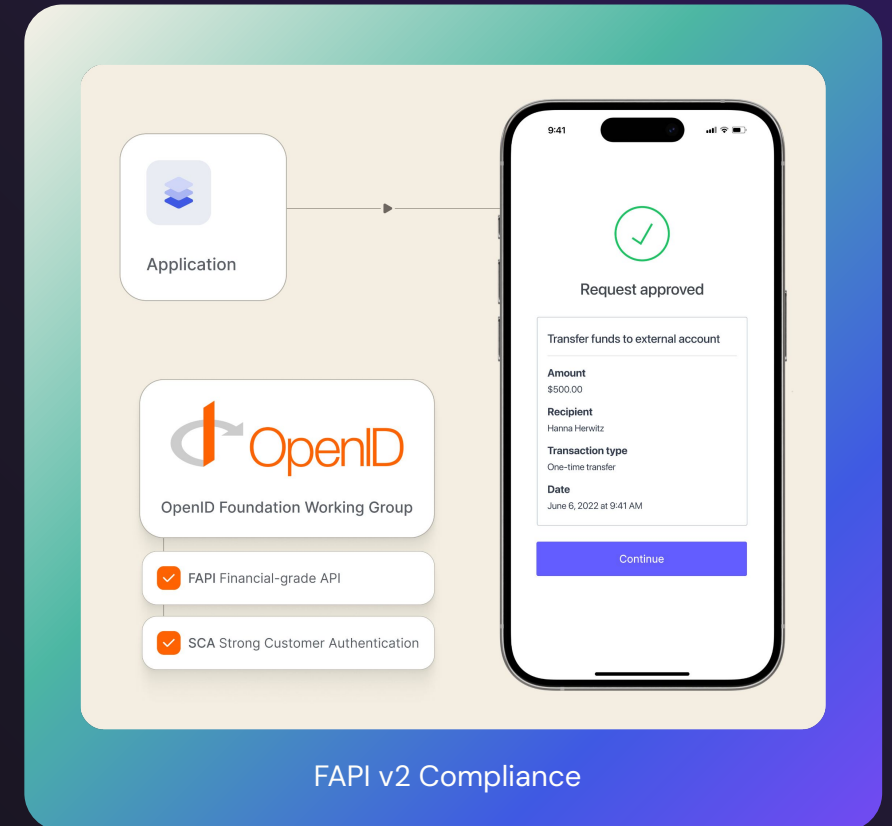 Application
OpenID
OpenID Foundation Working Group
FAPI Financial-grade API
SCA Strong Customer Authentication
9:41
Request approved
Transfer funds to external account
Amount
$500.00
Recipient
Hanna Herwitz
Transaction type
One-time transfer
Date
June 6, 2022 at 9:41 AM
Continue
FAPI v2 Compliance